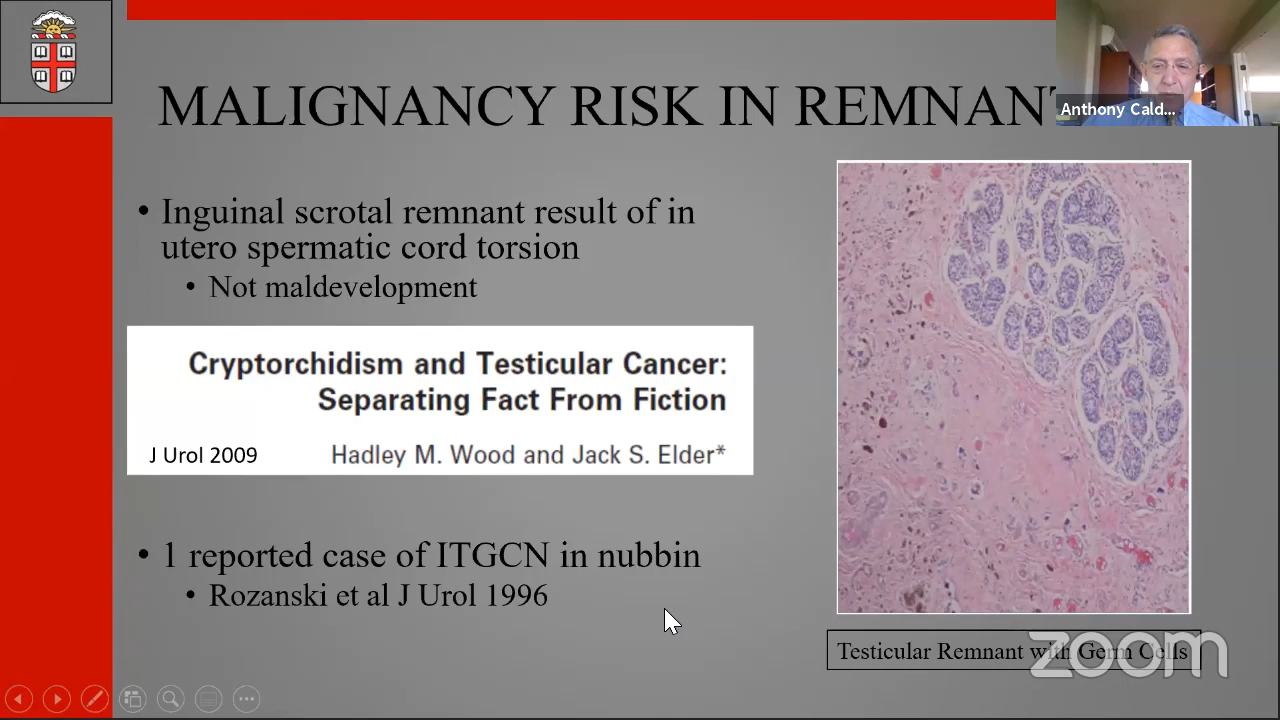 MALIGNANCY RISK IN REMNANT
Anthony Cald...
• Inguinal scrotal remnant result of in
utero spermatic cord torsion
• Not maldevelopment
Cryptorchidism and Testicular Cancer:
Separating Fact From Fiction
J Urol 2009
Hadley M. Wood and Jack S. Elder*
• 1 reported case of ITGCN in nubbin
• Rozanski et al J Urol 1996
Testicular Remnant with Germ Cells
zoom